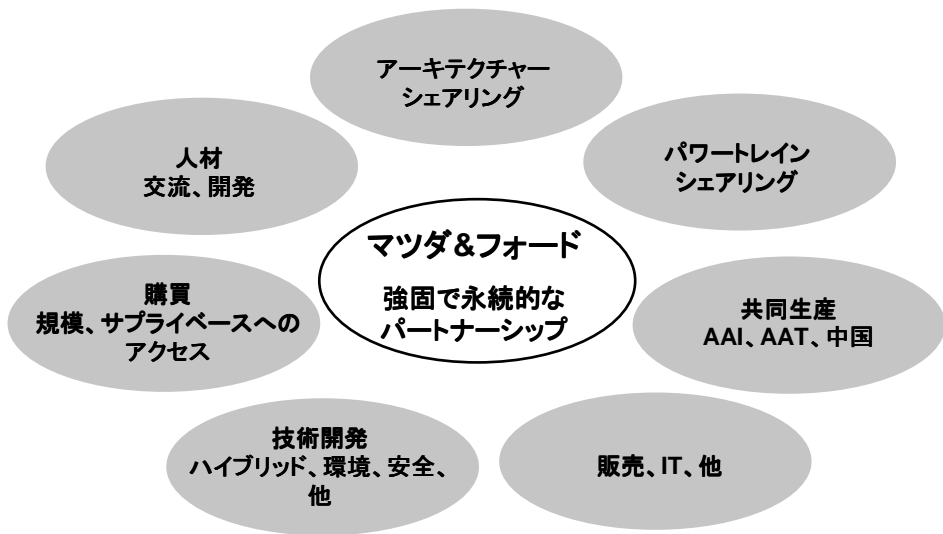 アーキテクチャー
シェアリング
パワートレイン
シェアリング
人材
交流、開発
マツダ&フォード
強固で永続的な
パートナーシップ
購買
規模、サプライベースへの
アクセス
共同生産
AAI、AAT、中国
技術開発
ハイブリッド、環境、安全、
他
販売、IT、他